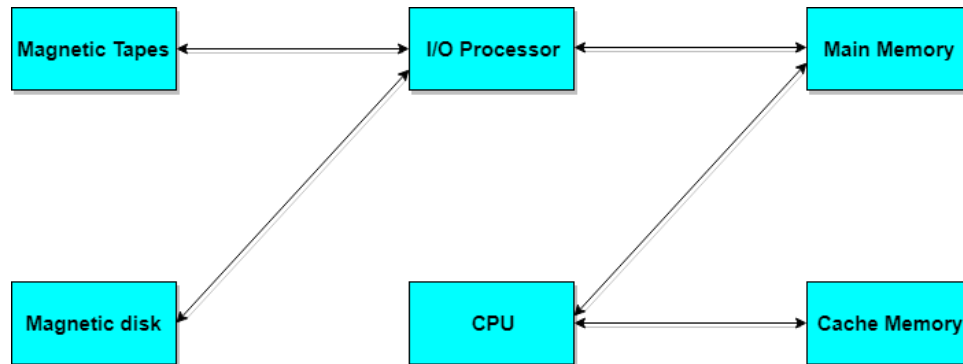 Magnetic Tapes
I/O Processor
Main Memory
Magnetic disk
CPU
Cache Memory